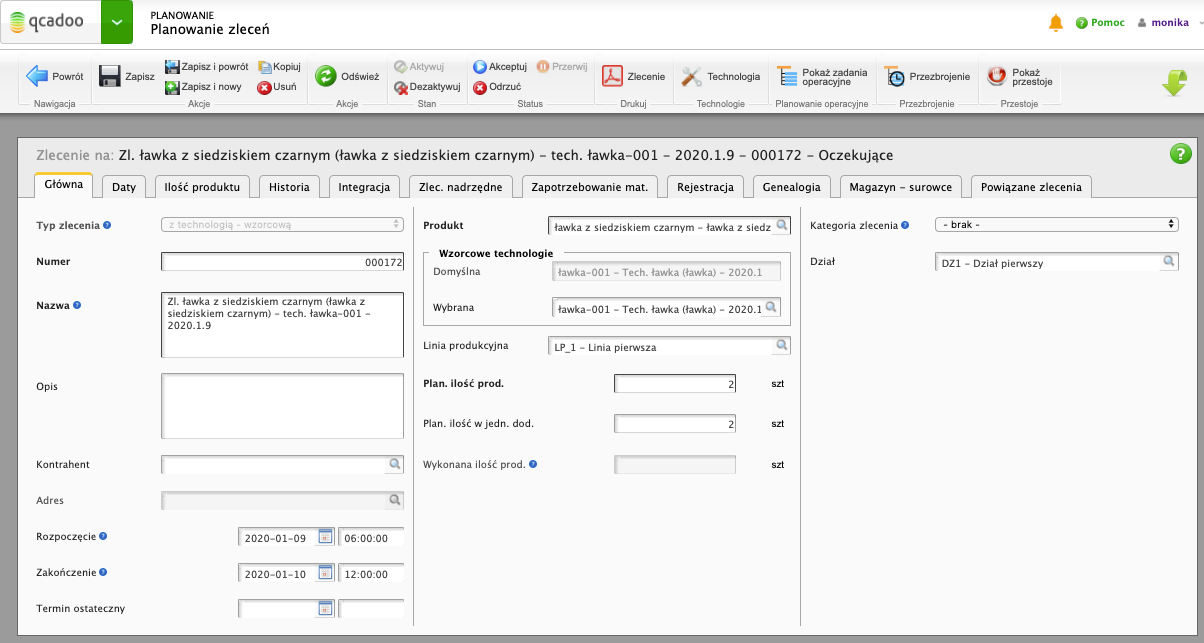 qcadoo
PLANOWANIE
Planowanie zleceń
Pomoc
monika
Powrót
Nawigacja
Zapisz
Zapisz i powrót
Zapisz i nowy
Kopiuj
Usuń
Akcje
Odśwież
Akcje
Aktywuj
Dezaktywuj
Stan
Akceptuj
Przerwij
Odrzuć
Status
Zlecenie
Drukuj
Technologia
Technologie
Pokaż zadania
operacyjne
Planowanie operacyjne
Przezbrojenie
Przezbrojenie
Pokaż
przestoje
Przestoje
Zlecenie na: Zl. ławka z siedziskiem czarnym (ławka z siedziskiem czarnym) - tech. ławka-001 - 2020.1.9 - 000172 - Oczekujące
?
Główna
Daty
Ilość produktu
Historia
Integracja
Zlec. nadrzędne
Zapotrzebowanie mat.
Rejestracja
Genealogia
Magazyn - surowce
Powiązane zlecenia
Typ zlecenia
z technologią - wzorcową
Numer
000172
Nazwa
Zl. ławka z siedziskiem czarnym (ławka z
siedziskiem czarnym) - tech. ławka-001 -
2020.1.9
Opis
Kontrahent
Adres
Rozpoczęcie
2020-01-09
06:00:00
Zakończenie
2020-01-10
12:00:00
Termin ostateczny
Produkt
ławka z siedziskiem czarnym - ławka z siedz
Wzorcowe technologie
Domyślna
ławka-001 - Tech. ławka (ławka) - 2020.1
Wybrana
ławka-001 - Tech. ławka (ławka) - 2020.1
Linia produkcyjna
LP_1 - Linia pierwsza
Plan. ilość prod.
2
szt
Plan. ilość w jedn. dod.
2
szt
Wykonana ilość prod.
szt
Kategoria zlecenia
- brak -
Dział
DZ1 - Dział pierwszy